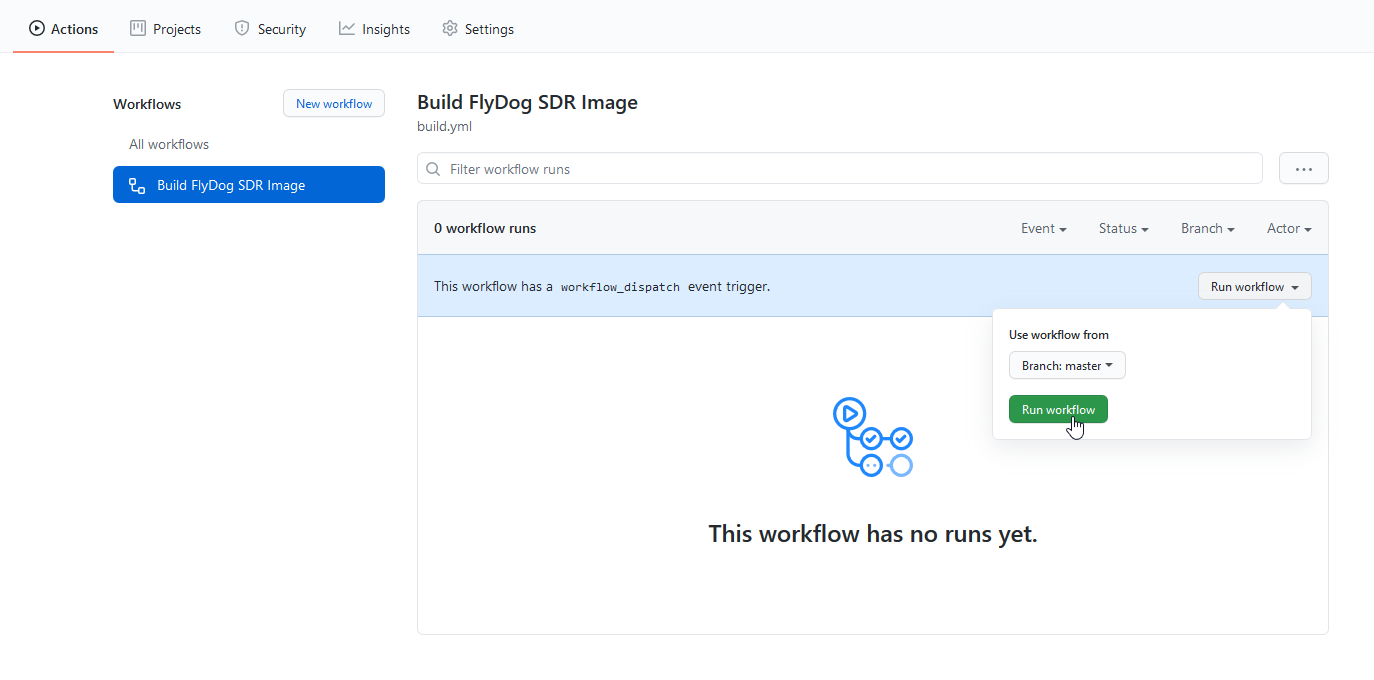 Actions Projects Security Insights Settings
Workflows
New workflow
All workflows
Build FlyDog SDR Image
Build FlyDog SDR Image
build.yml
Filter workflow runs
...
0 workflow runs
Event Status Branch Actor
This workflow has a workflow_dispatch event trigger.
Run workflow
Use workflow from
Branch: master
Run workflow
This workflow has no runs yet.